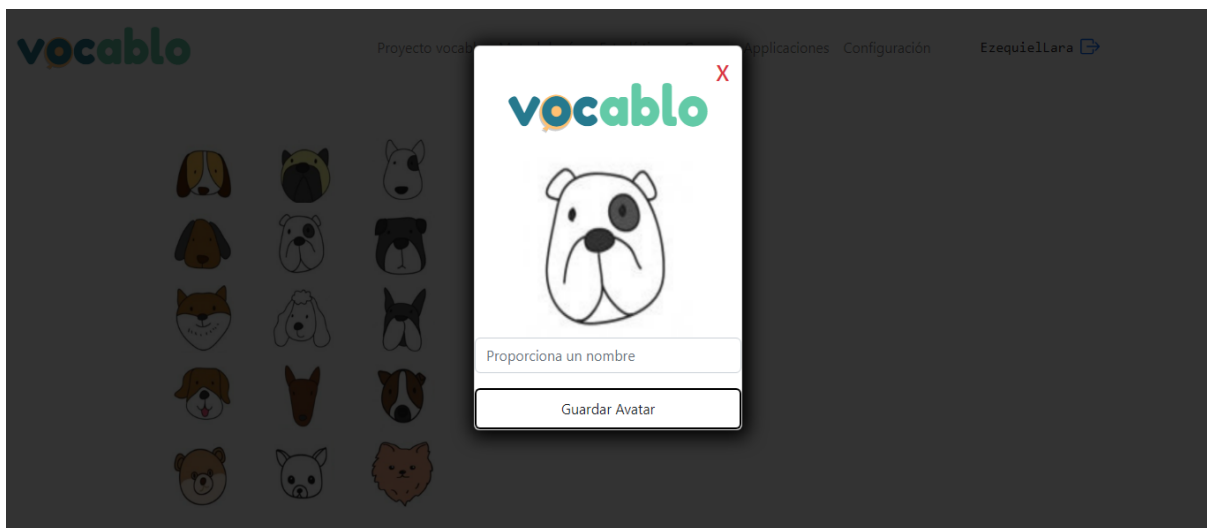 vocablo
Proyecto vocab
Applicaciones
Configuración
EzequielLara
X
vocablo
Proporciona un nombre
Guardar Avatar